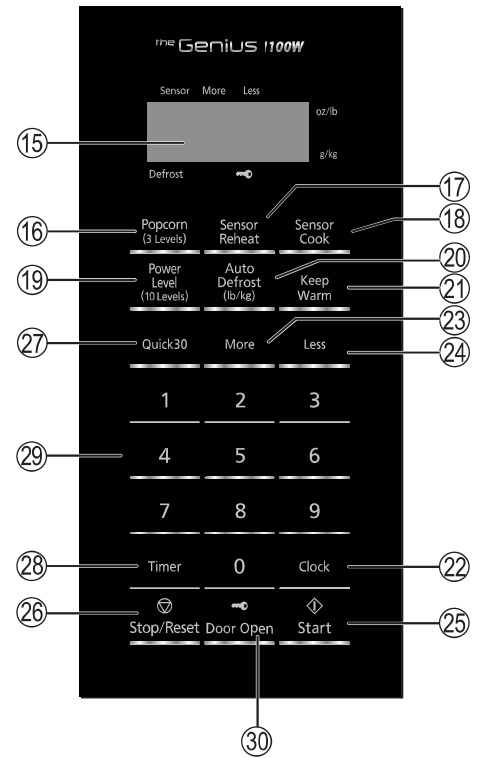 the Genius 1100W
Sensor More Less
oz/lb
15
g/kg
Defrost
17
16
Popcorn
(3 Levels)
Sensor
Reheat
Sensor
Cook
18
19
Power
Level
(10 Levels)
Auto
Defrost
(lb/kg)
Keep
Warm
20
21
23
27
Quick30
More
Less
24
1 2 3
29
4 5 6
7 8 9
28
Timer
0
Clock
22
26
Stop/Reset
Door Open
Start
25
30